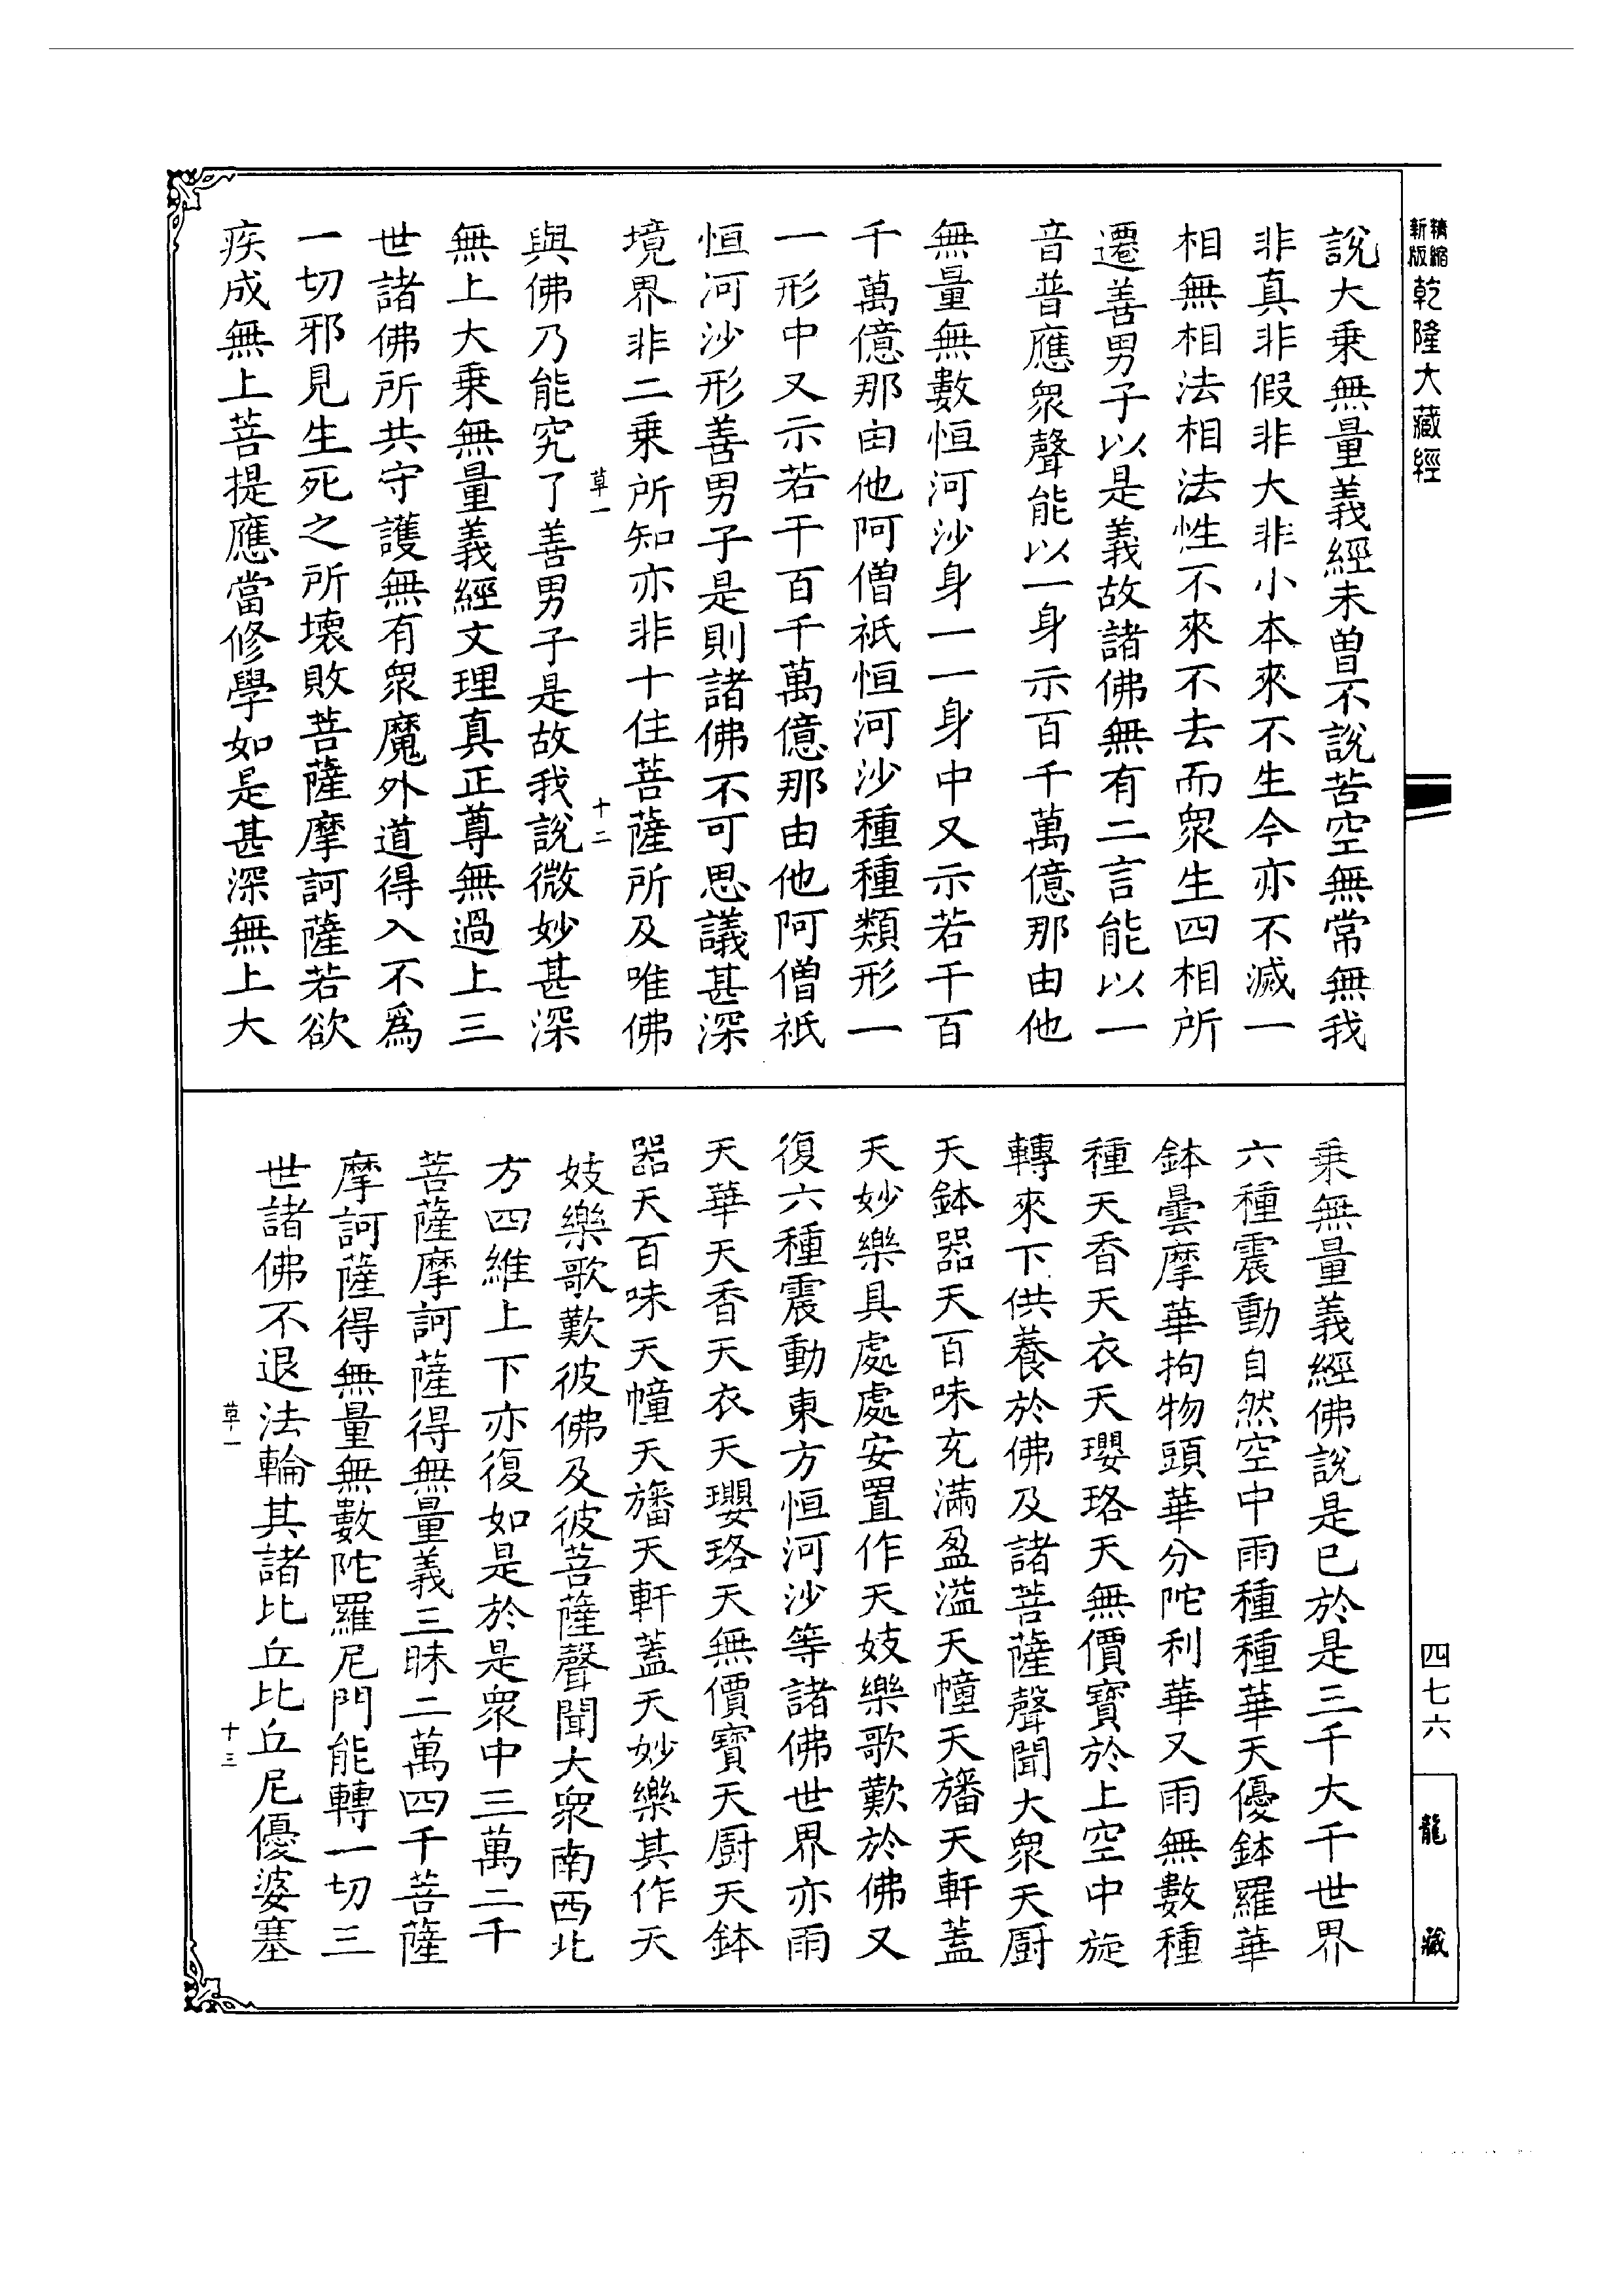 精縮新版乾隆大藏經
說大乗無量義經未曽不說苦空無常無我
非真非假非大非小本來不生今亦不滅一
相無相法相法性不來不去而衆生四相所
遷善男子以是義故諸佛無有二言能以一
音普應衆聲能以一身示百千萬億那由他
無量無數恒河沙身一一身中又示若干百
千萬億那由他阿僧祇恒河沙種種類形一
一形中又示若干百千萬億那由他阿僧祇
恒河沙形善男子是則諸佛不可思議甚深
境界非二乗所知亦非十住菩薩所及唯佛
草一
十二
與佛乃能究了善男子是故我說微妙甚深
無上大乗無量義經文理真正尊無過上三
世諸佛所共守護無有衆魔外道得入不爲
一切邪見生死之所壞敗菩薩摩訶薩若欲
疾成無上菩提應當修學如是甚深無上大
乗無量義經佛說是已於是三千大千世界
六種震動自然空中雨種種華天優鉢羅華
鉢曇摩華拘物頭華分陀利華又雨無數種
種天香天衣天瓔珞天無價寳於上空中旋
轉來下供養於佛及諸菩薩聲聞大衆天厨
天鉢器天百味充滿盈溢天幢天旛天軒蓋
天妙樂具處處安置作天妓樂歌歎於佛又
復六種震動東方恒河沙等諸佛世界亦雨
天華天香天衣天瓔珞天無價寳天厨天鉢
器天百味天幢天旛天軒蓋天妙樂其作天
妓樂歌歎彼佛及彼菩薩聲聞大衆南西北
方四維上下亦復如是於是衆中三萬二千
菩薩摩訶薩得無量義三昧二萬四千菩薩
摩訶薩得無量無數陀羅尼門能轉一切三
世諸佛不退法輪其諸比丘比丘尼優婆塞
草一
十三
四七六
龍藏